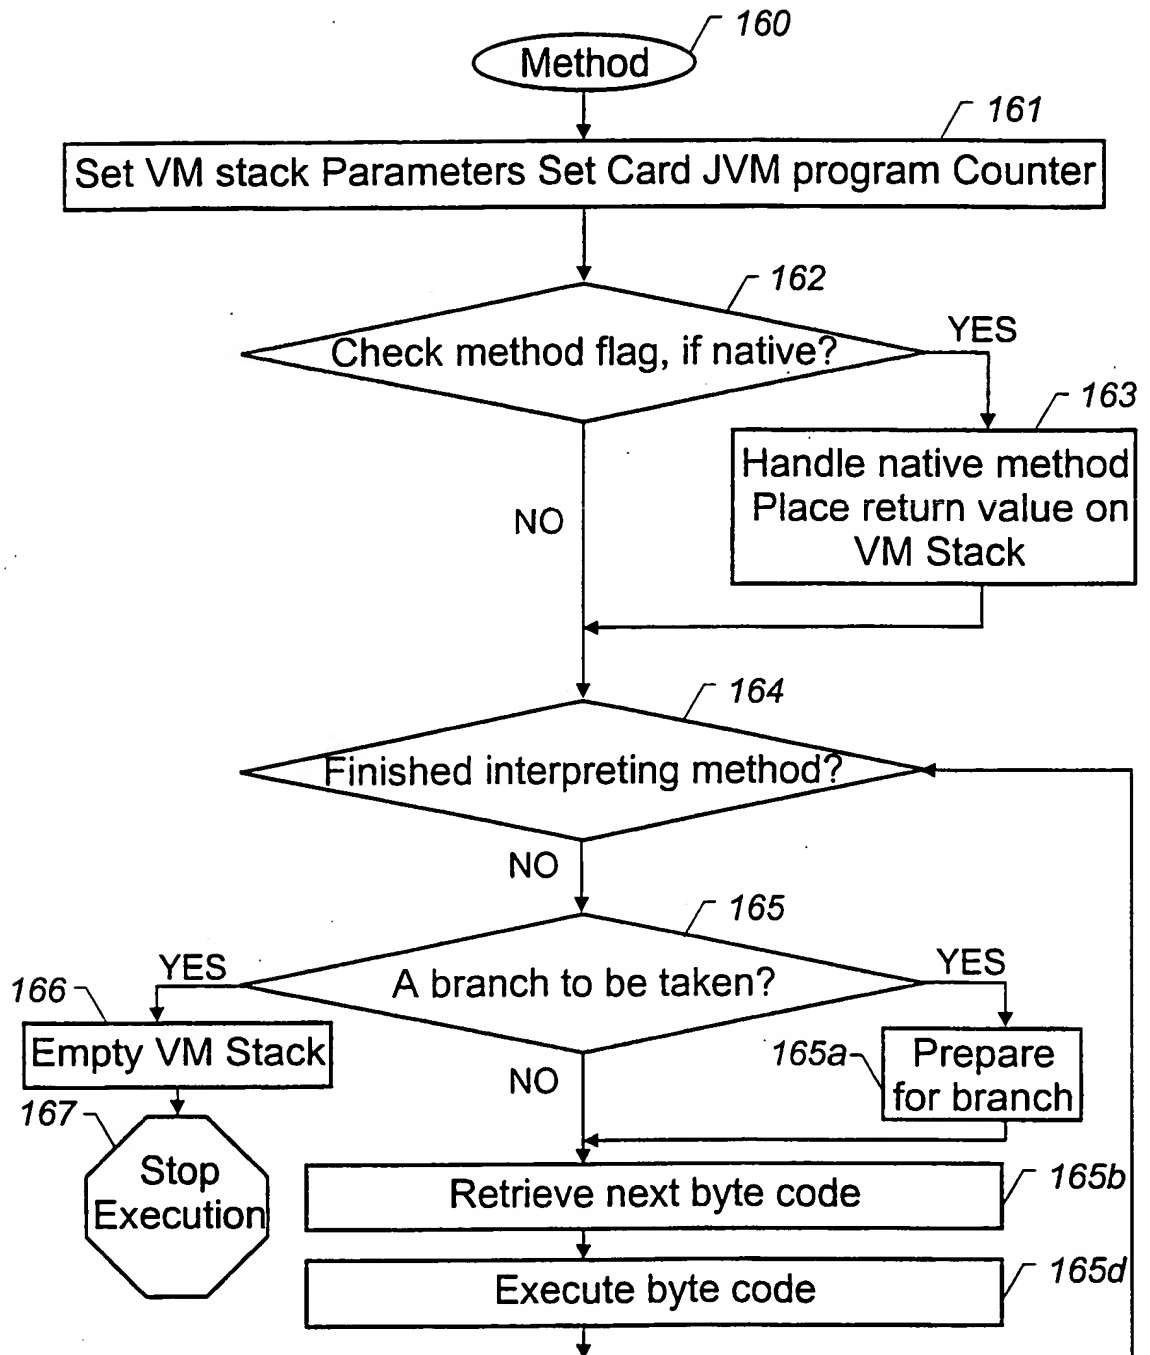 160
Method
161
Set VM stack Parameters Set Card JVM program Counter
162
Check method flag, if native?
YES
163
Handle native method
Place return value on
VM Stack
NO
164
Finished interpreting method?
NO
165
A branch to be taken?
YES
YES
166
Empty VM Stack
165a
Prepare
for branch
NO
167
Stop
Execution
165b
Retrieve next byte code
165d
Execute byte code